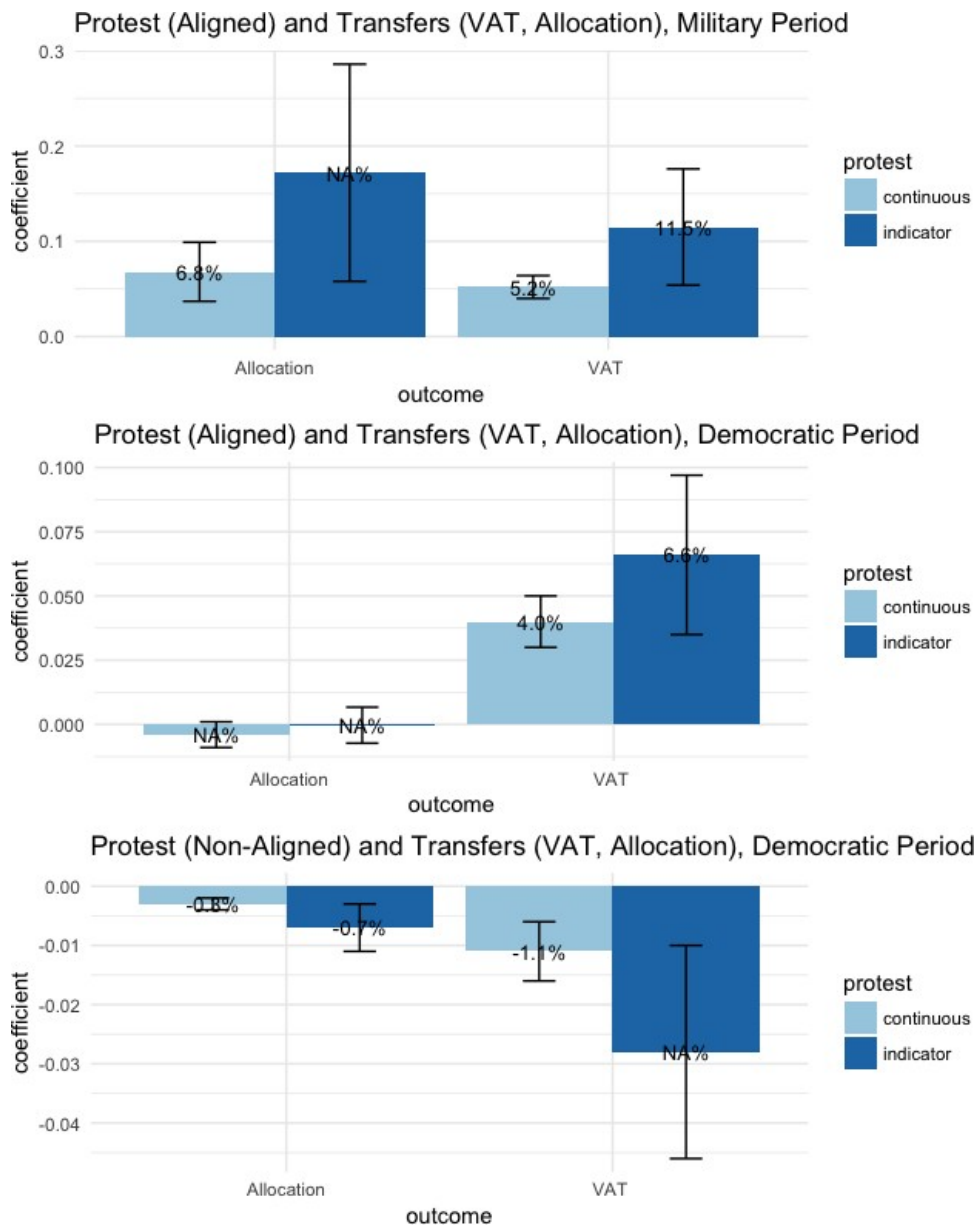 Protest (Aligned) and Transfers (VAT, Allocation), Military Period
0.3
0.2
0.1
0.0
coefficient
6.8%
NA%
5.2%
11.5%
Allocation
VAT
outcome
protest
continuous
indicator
Protest (Aligned) and Transfers (VAT, Allocation), Democratic Period
0.100
0.075
0.050
0.025
0.000
coefficient
NA%
NA%
4.0%
6.6%
Allocation
VAT
outcome
protest
continuous
indicator
Protest (Non-Aligned) and Transfers (VAT, Allocation), Democratic Period
0.00
-0.01
-0.02
-0.03
-0.04
coefficient
-0.3%
-0.7%
-1.1%
NA%
Allocation
VAT
outcome
protest
continuous
indicator